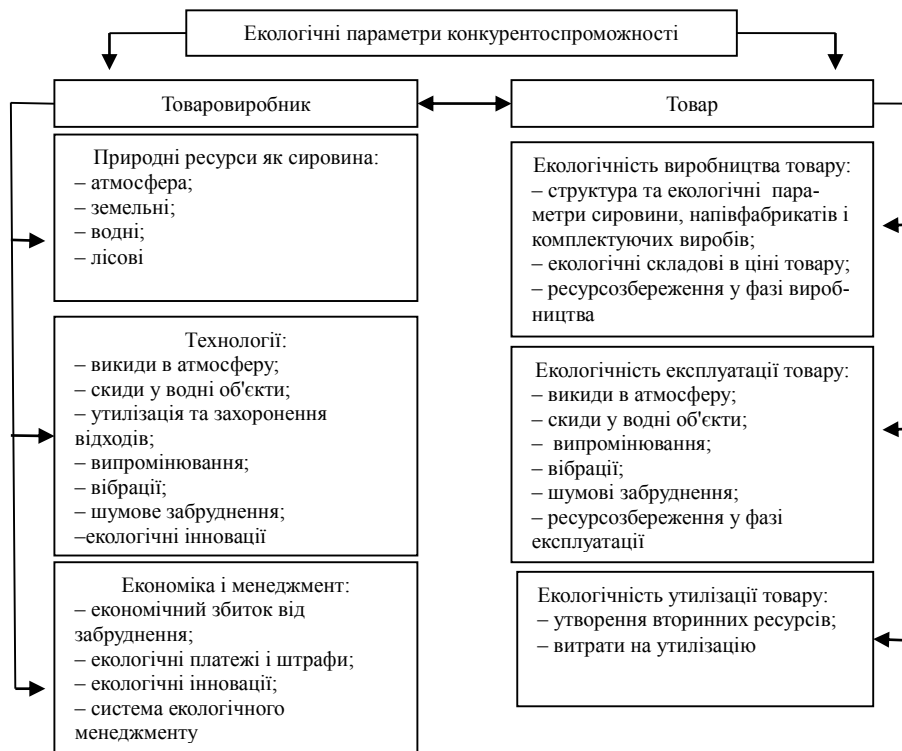 Екологічні параметри конкурентоспроможності
Товаровиробник
Товар
Природні ресурси як сировина:
– атмосфера;
– земельні;
– водні;
– лісові
Технології:
– викиди в атмосферу;
– скиди у водні об'єкти;
– утилізація та захоронення
відходів;
– випромінювання;
– вібрації;
– шумове забруднення;
–екологічні інновації
Економіка і менеджмент:
– економічний збиток від
забруднення;
– екологічні платежі і штрафи;
– екологічні інновації;
– система екологічного
менеджменту
Екологічність виробництва товару:
– структура та екологічні пара-
метри сировини, напівфабрикатів і
комплектуючих виробів;
– екологічні складові в ціні товару;
– ресурсозбереження у фазі вироб-
ництва
Екологічність експлуатації товару:
– викиди в атмосферу;
– скиди у водні об'єкти;
– випромінювання;
– вібрації;
– шумові забруднення;
– ресурсозбереження у фазі
експлуатації
Екологічність утилізації товару:
– утворення вторинних ресурсів;
– витрати на утилізацію